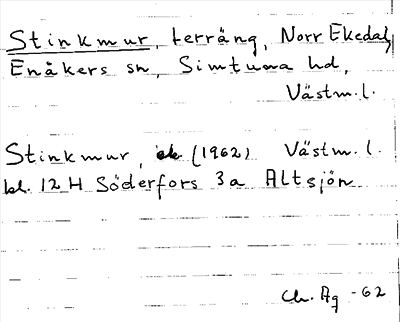 Stinkmur, terräng, Norr Ekedal,
Enåkers sn, Simtuna hd,
Västm.l.
Stinkmur, ek (1962) Västm.l.
bl. 12 H Söderfors 3a Altsjön
Ch. Ag -62